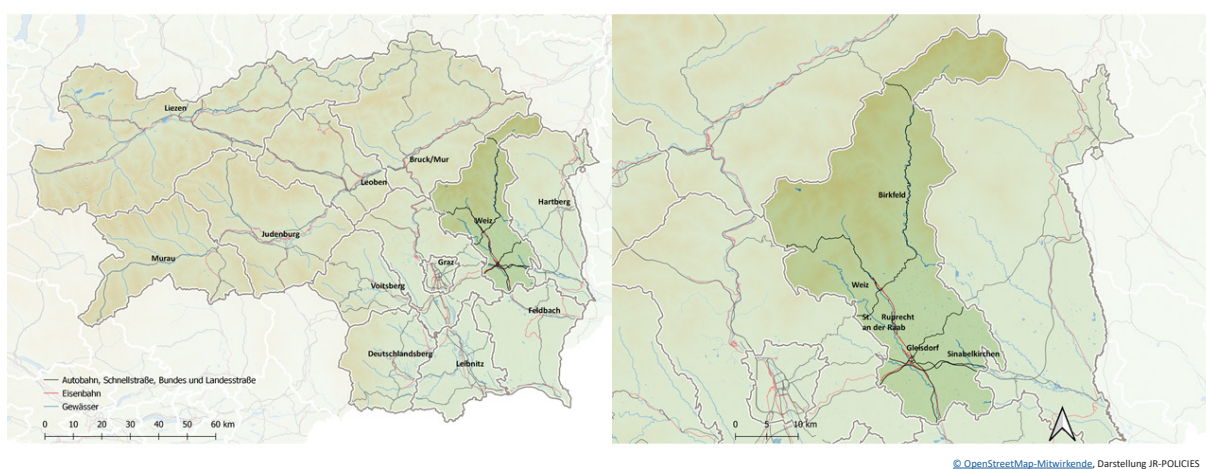 Liezen
Bruck/Mur
Leoben
Hartberg
Weiz
Judenburg
Murau
Graz
Voitsberg
Feldbach
Deutschlandsberg
Leibnitz
Autobahn, Schnellstraße, Bundes und Landesstraße
Eisenbahn
Gewässer
0 10 20 30 40 50 60 km
Birkfeld
Weiz
St. Ruprecht
an der Raab
Gleisdorf
Sinabelkirchen
0 5 10 km
© OpenStreetMap-Mitwirkende, Darstellung JR-POLICIES